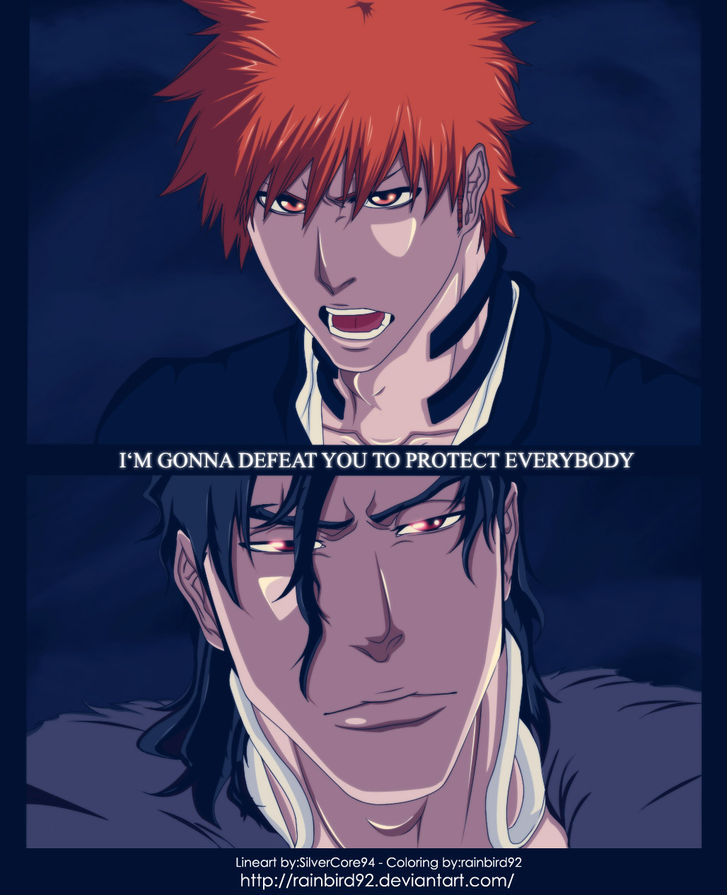 I'M GONNA DEFEAT YOU TO PROTECT EVERYBODY
Lineart by:SilverCore94 - Coloring by:rainbird92
http://rainbird92.deviantart.com/